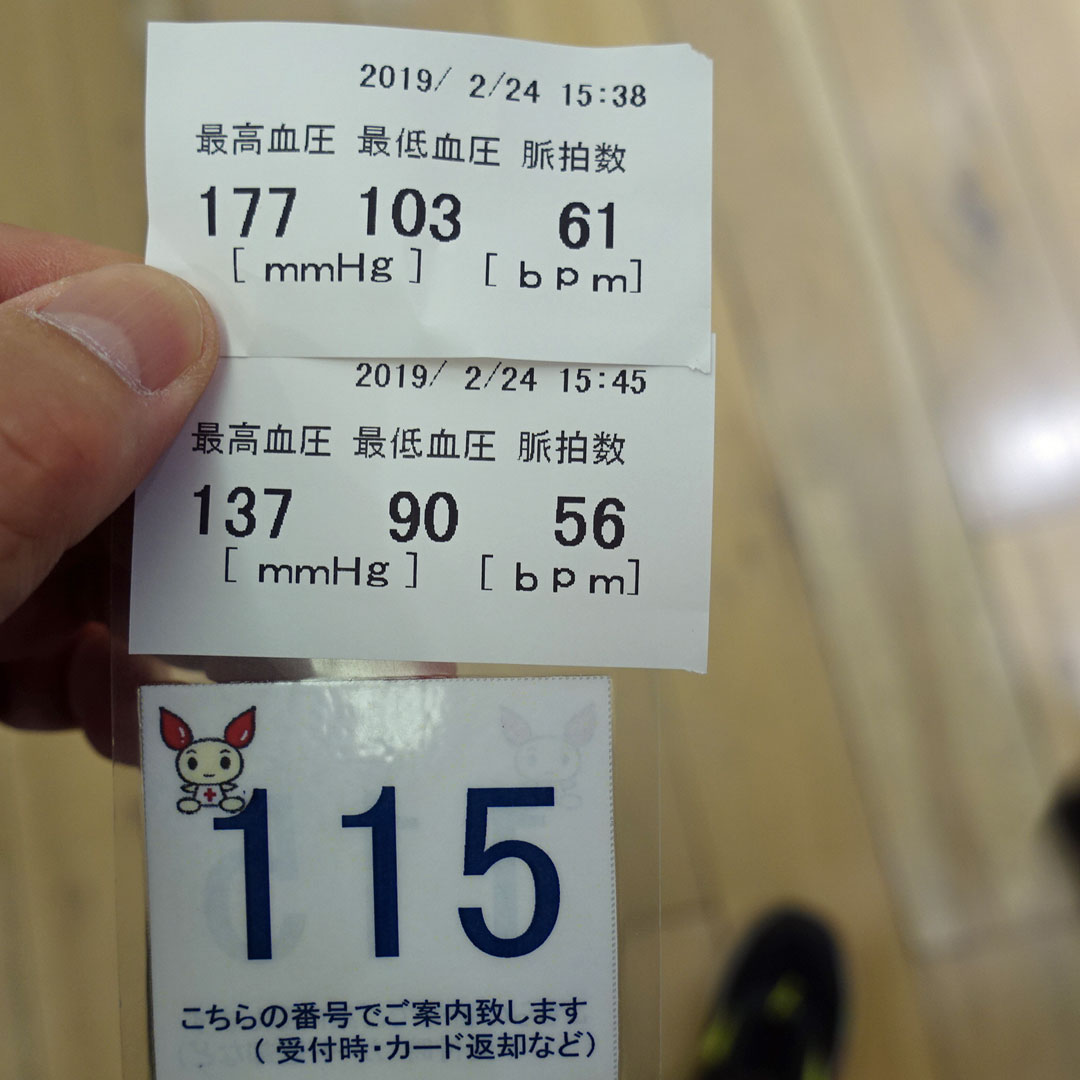 2019/ 2/24 15:38
最高血圧 最低血圧 脈拍数
177 103 61
[ mmHg ] [ bpm]
2019/ 2/24 15:45
最高血圧 最低血圧 脈拍数
137 90 56
[ mmHg ] [ bpm]
115
こちらの番号でご案内致します
( 受付時・カード返却など)